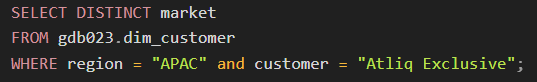 SELECT DISTINCT market
FROM gdb023.dim_customer
WHERE region = "APAC" and customer = "Atliq Exclusive";